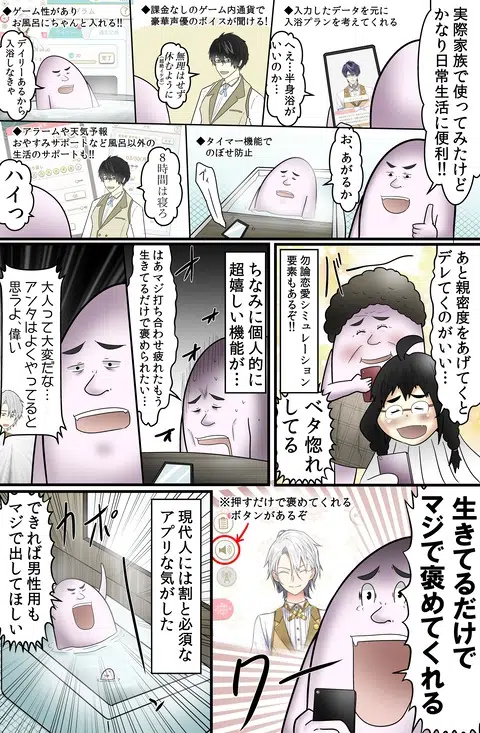 実際家族で使ってみたけど
かなり日常生活に便利!!
◆入力したデータを元に
入浴プランを考えてくれる
へぇ…半身浴が
いいのか…
◆課金なしのゲーム内通貨で
豪華声優のボイスが聞ける!
無理はせず
休むように
◆ゲーム性があり
お風呂にちゃんと入れる!!
デイリーあるから
入浴しなきゃ
お、あがるか
◆タイマー機能で
のぼせ防止
◆アラームや天気予報
おやすみサポートなど風呂以外の
生活のサポートも!!
8時間は寝ろ
ハイっ
あと親密度をあげてくと
デレてくのがいい…
勿論恋愛シミュレーション
要素もあるぞ!!
ベタ惚れ
してる
ちなみに個人的に
超嬉しい機能が…
はあマジ打ち合わせ疲れたもう
生きてるだけで褒められたい…
大人って大変だな…
アンタはよくやってると
思うよ、偉い
生きてるだけで
マジで褒めてくれる
※押すだけで褒めてくれる
ボタンがあるぞ
ワー
現代人には割と必須な
アプリな気がした
カポーン
できれば男性用も
マジで出してほしい